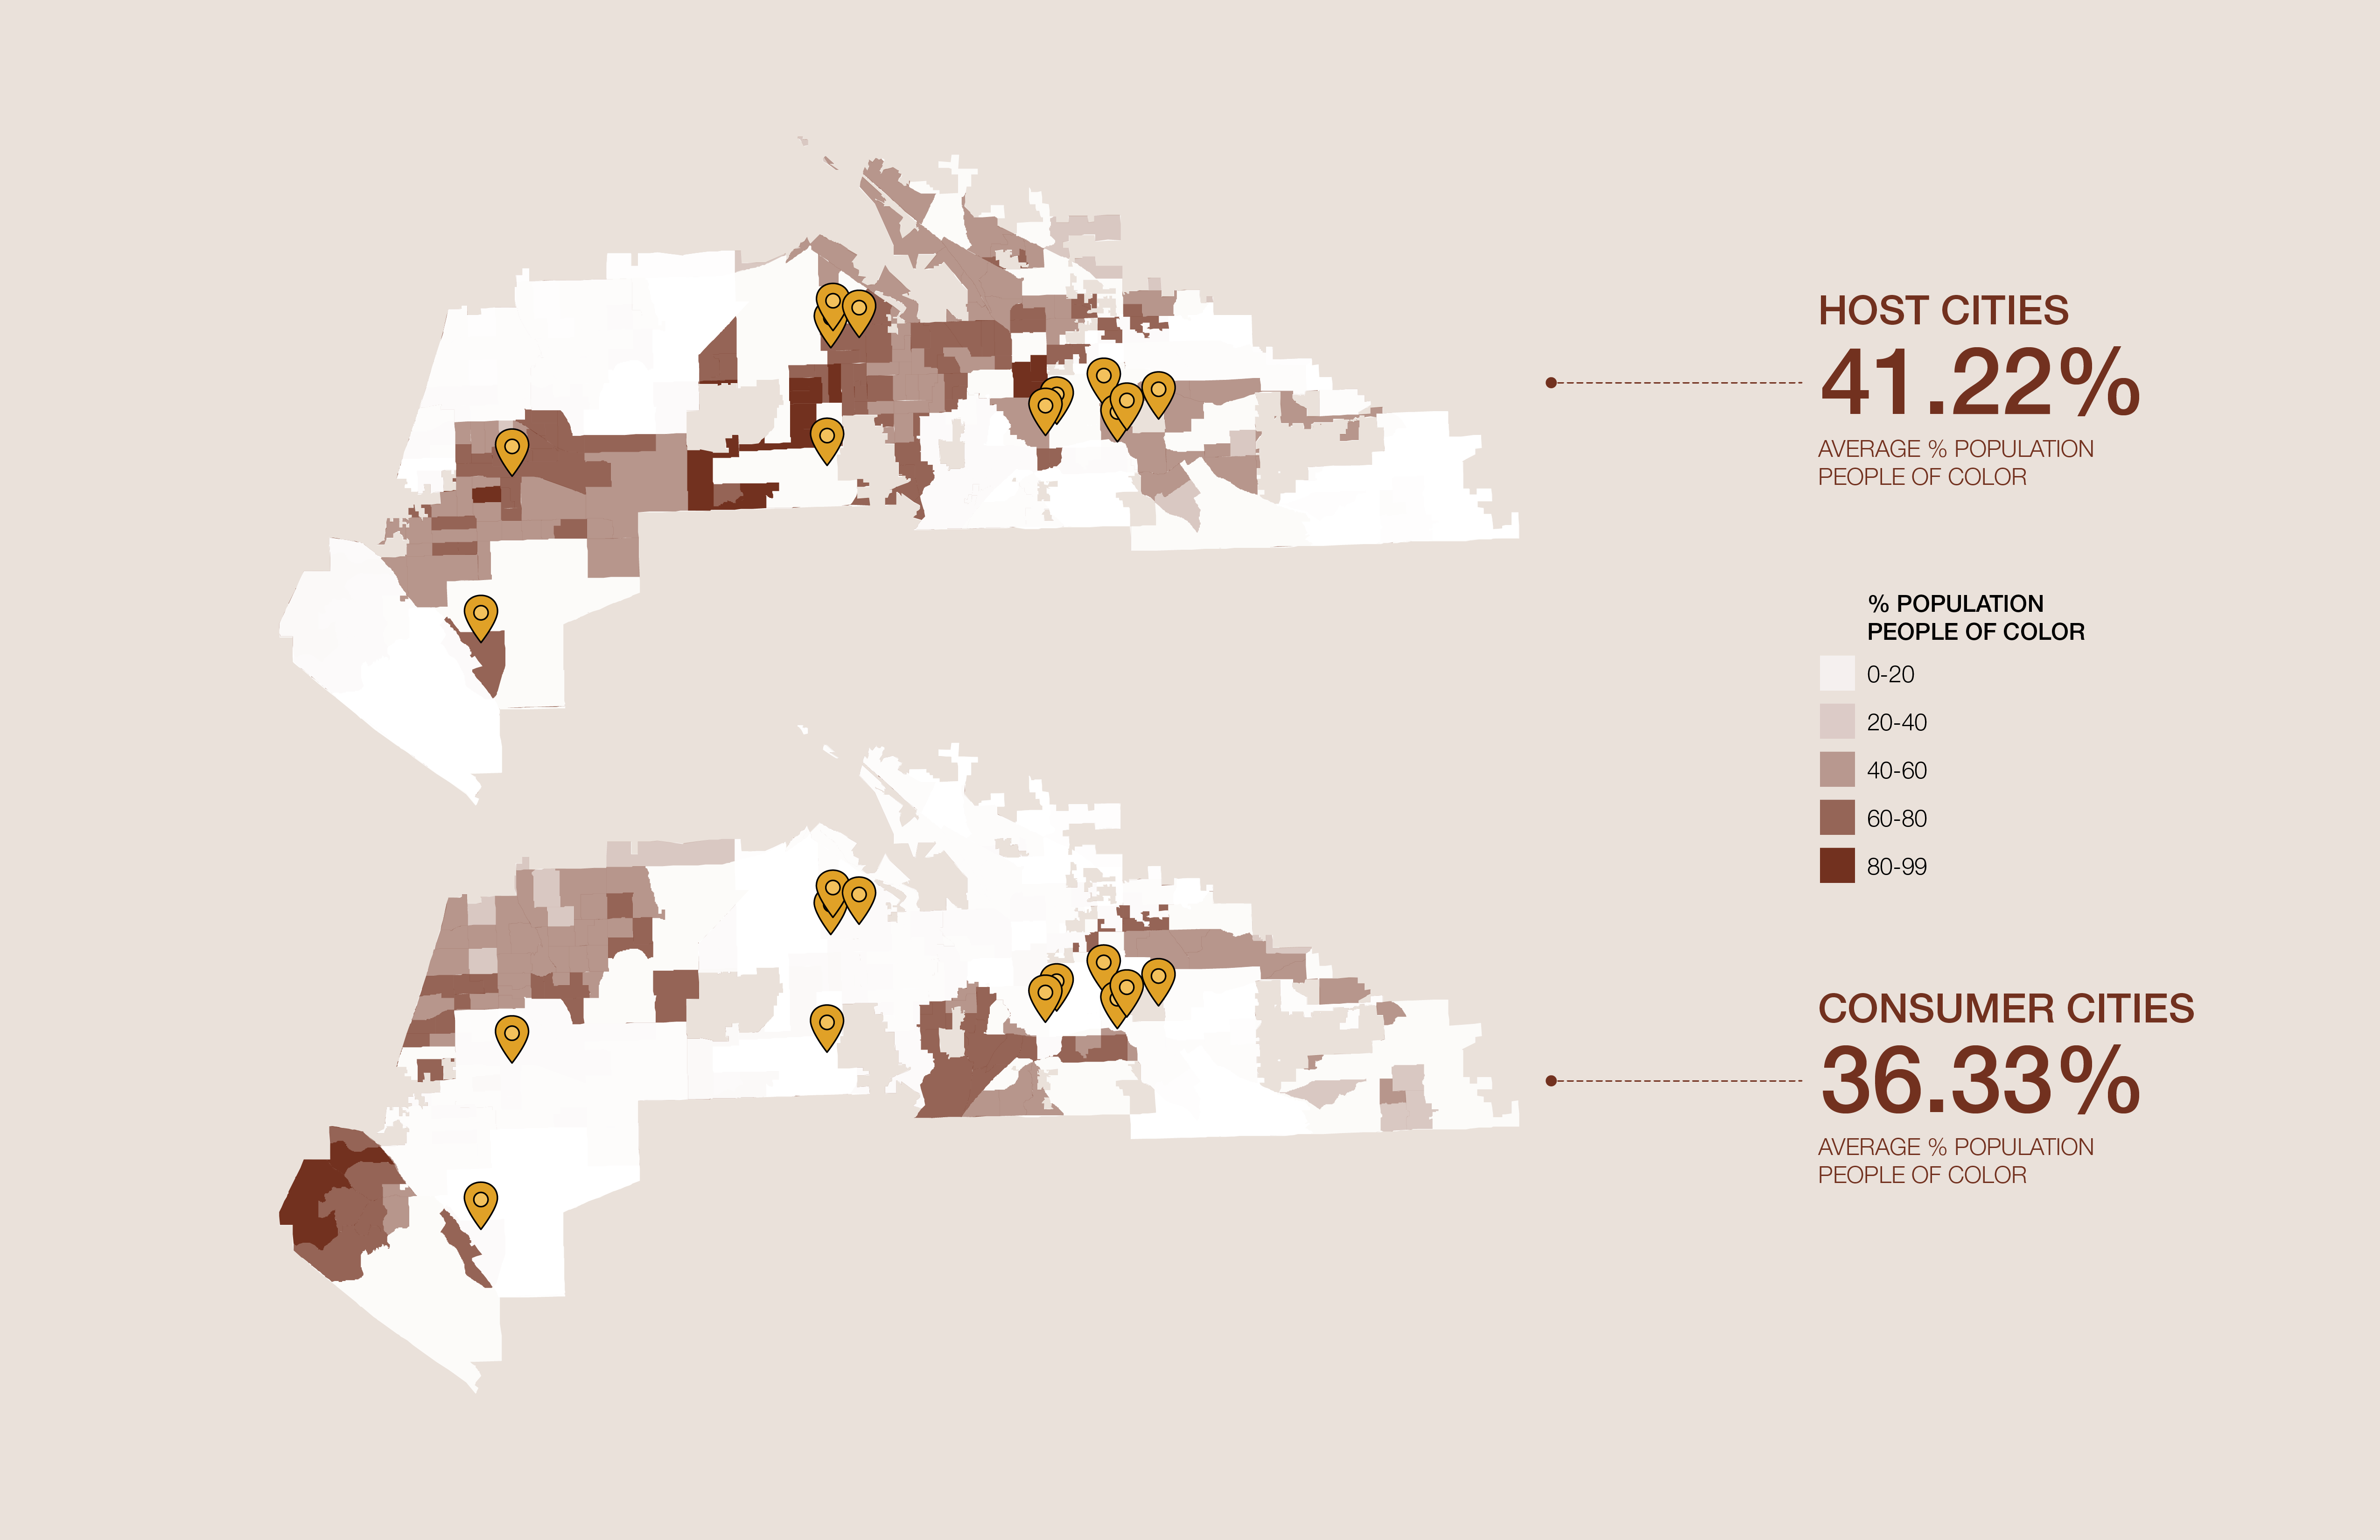 HOST CITIES
41.22%
AVERAGE % POPULATION
PEOPLE OF COLOR
% POPULATION
PEOPLE OF COLOR
0-20
20-40
40-60
60-80
80-99
CONSUMER CITIES
36.33%
AVERAGE % POPULATION
PEOPLE OF COLOR